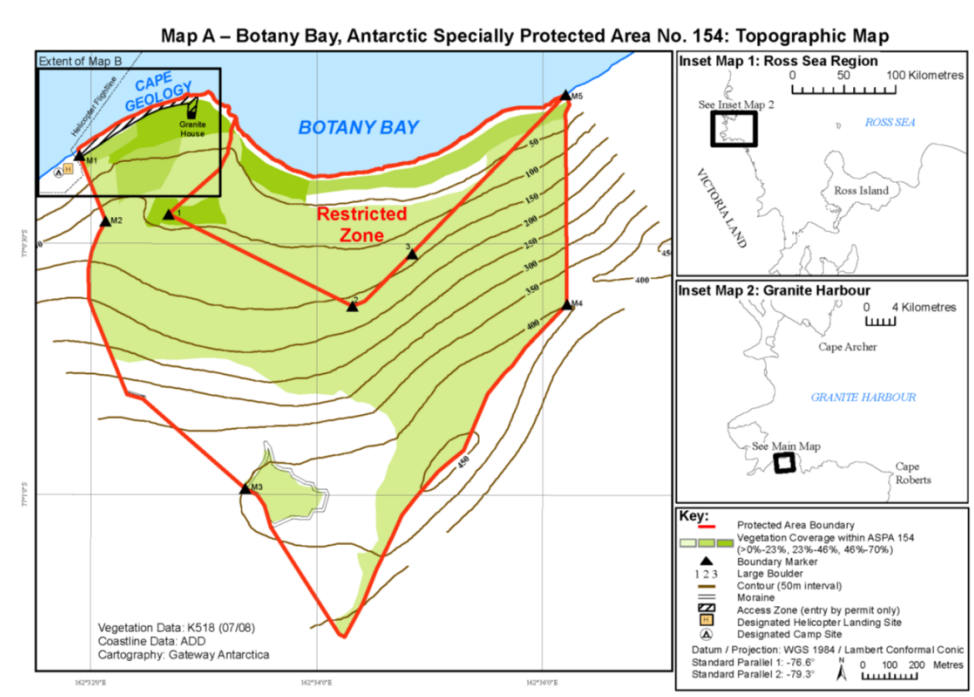 Map A – Botany Bay, Antarctic Specially Protected Area No. 154: Topographic Map
Extent of Map B
CAPE
GEOLOGY
Helicopter Flightline
Granite
House
BOTANY BAY
M5
M1
H
A
M2
1
Restricted
Zone
3
2
50
100
150
200
250
300
350
400
450
400
M4
M3
450
Vegetation Data: K518 (07/08)
Coastline Data: ADD
Cartography: Gateway Antarctica
162°34'0"E
Inset Map 1: Ross Sea Region
0 50 100 Kilometres
See Inset Map 2
ROSS SEA
VICTORIA LAND
Ross Island
Inset Map 2: Granite Harbour
0 4 Kilometres
Cape Archer
GRANITE HARBOUR
See Main Map
Cape
Roberts
Key:
Protected Area Boundary
Vegetation Coverage within ASPA 154
(>0%-23%, 23%-46%, 46%-70%)
Boundary Marker
1 2 3 Large Boulder
Contour (50m interval)
Moraine
Access Zone (entry by permit only)
H Designated Helicopter Landing Site
A Designated Camp Site
Datum / Projection: WGS 1984 / Lambert Conformal Conic
Standard Parallel 1: -76.6°
Standard Parallel 2: -79.3°
N
0 100 200 Metres